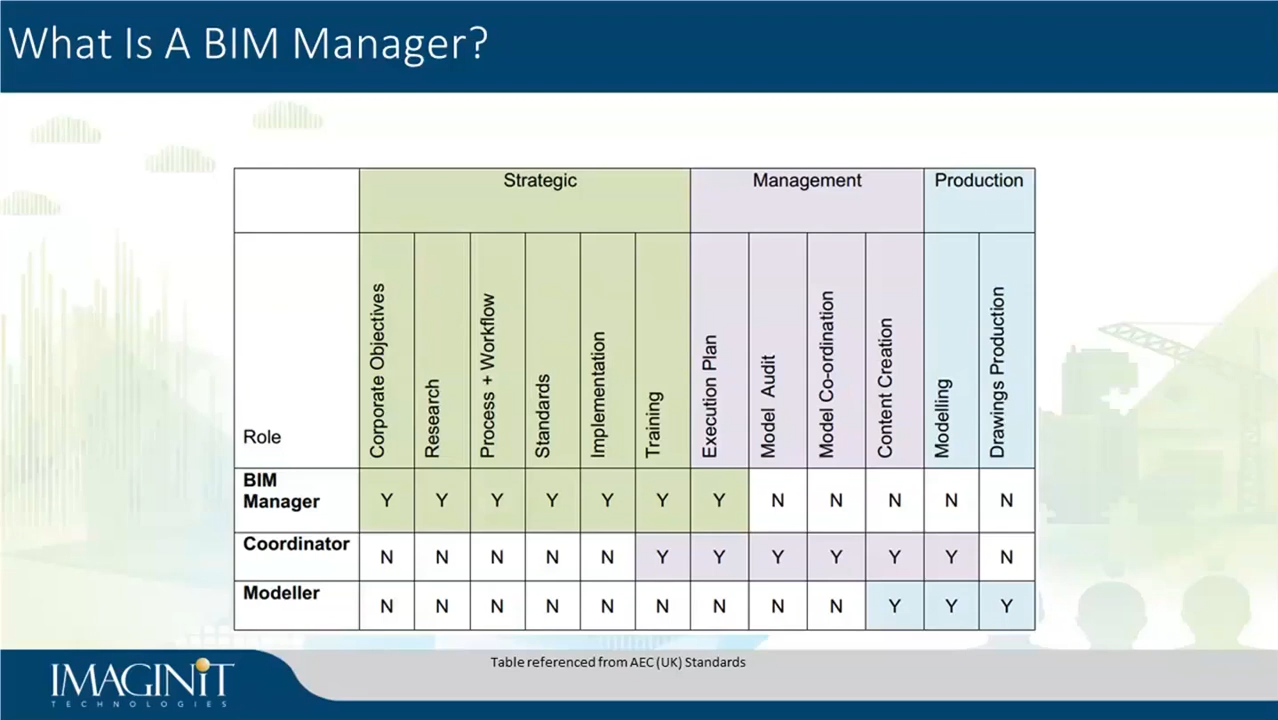 What Is A BIM Manager?
Strategic Management Production
Role Corporate Objectives Research Process + Workflow Standards Implementation Training Execution Plan Model Audit Model Co-ordination Content Creation Modelling Drawings Production
BIM
Manager Y Y Y Y Y Y Y N N N N N
Coordinator N N N N N Y Y Y Y Y Y N
Modeller N N N N N N N N N Y Y Y
Table referenced from AEC (UK) Standards
IMAGINiT
TECHNOLOGIES